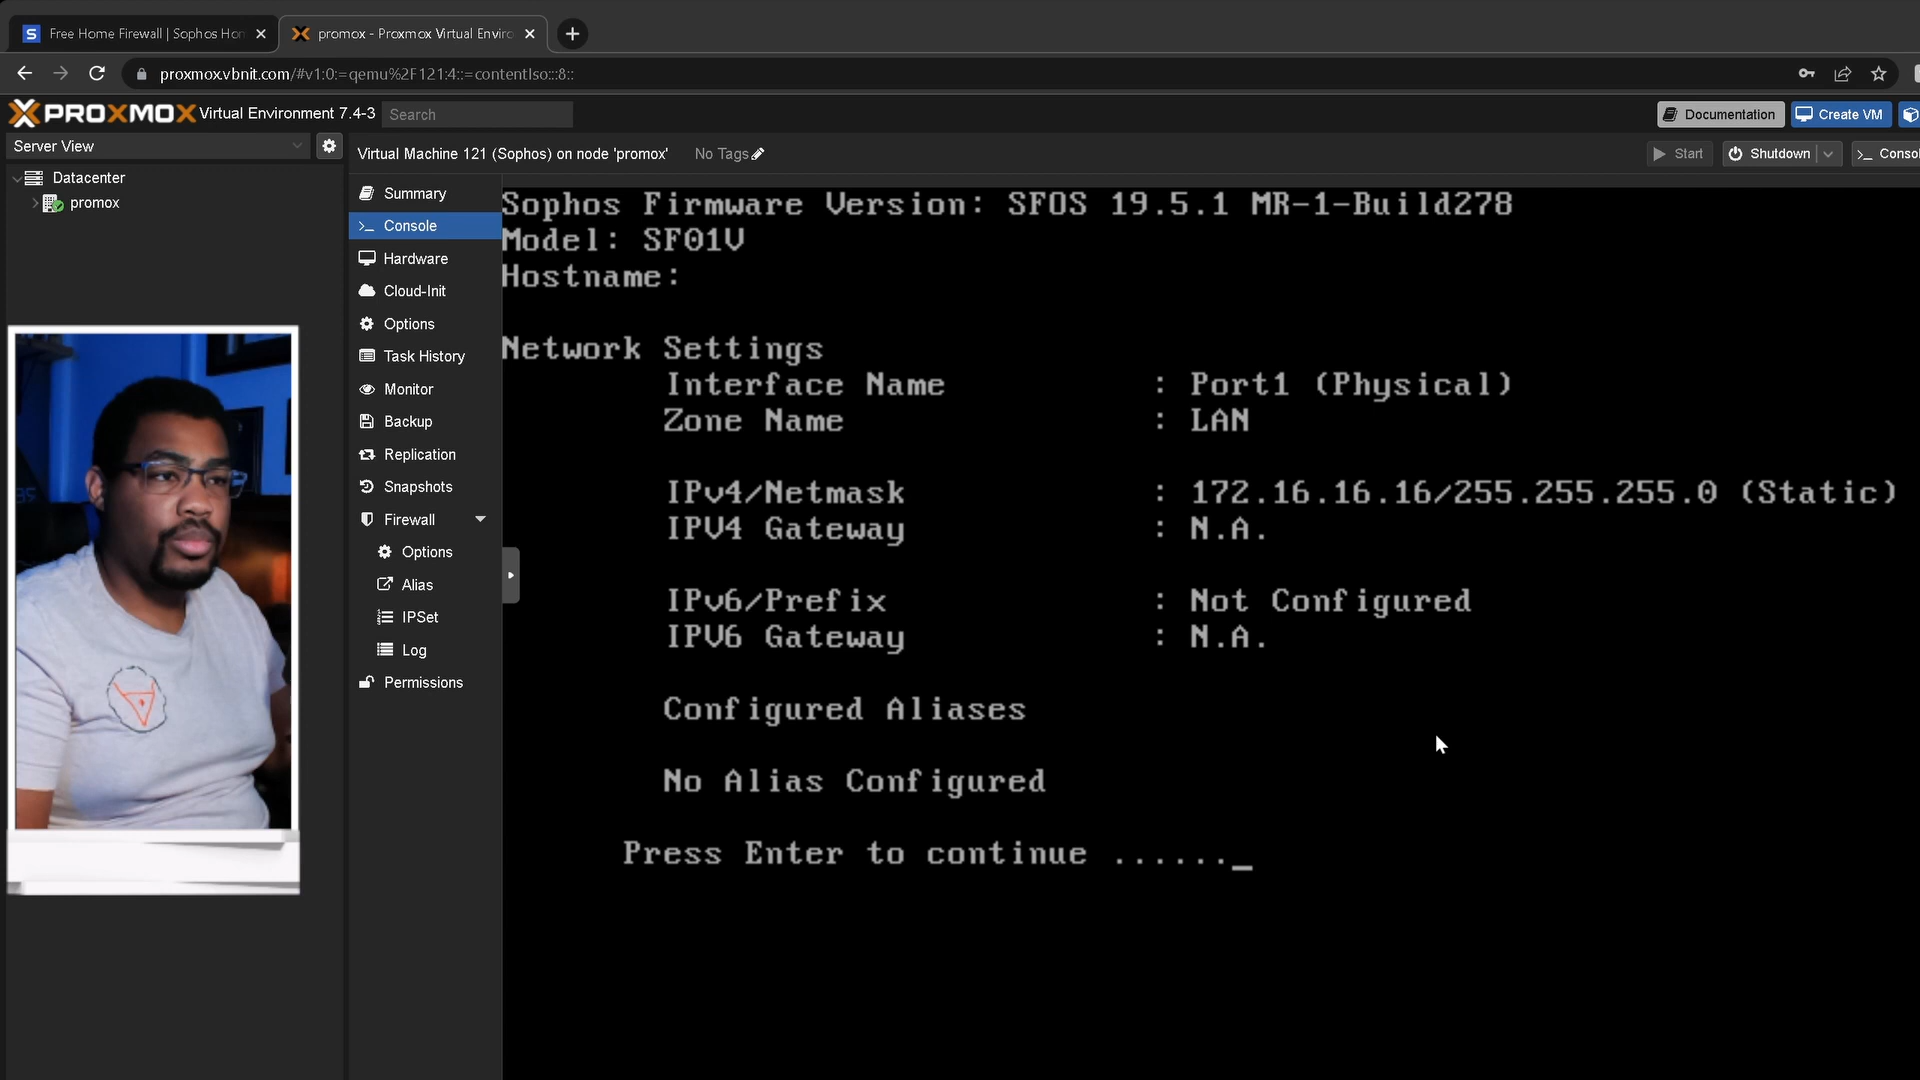 Free Home Firewall | Sophos Hom
promox - Proxmox Virtual Enviro
proxmox.vbnit.com/#v1:0:=qemu%2F121:4::=contentIso:::8::
PROXMOX Virtual Environment 7.4-3
Search
Documentation
Create VM
Server View
Virtual Machine 121 (Sophos) on node 'promox'
No Tags
Start
Shutdown
>_ Consol
Datacenter
promox
Summary
>_ Console
Hardware
Cloud-Init
Options
Task History
Monitor
Backup
Replication
Snapshots
Firewall
Options
Alias
IPSet
Log
Permissions
Sophos Firmware Version: SFOS 19.5.1 MR-1-Build278
Model: SF01V
Hostname:
Network Settings
Interface Name : Port1 (Physical)
Zone Name : LAN
IPv4/Netmask : 172.16.16.16/255.255.255.0 (Static)
IPV4 Gateway : N.A.
IPv6/Prefix : Not Configured
IPV6 Gateway : N.A.
Configured Aliases
No Alias Configured
Press Enter to continue ......_